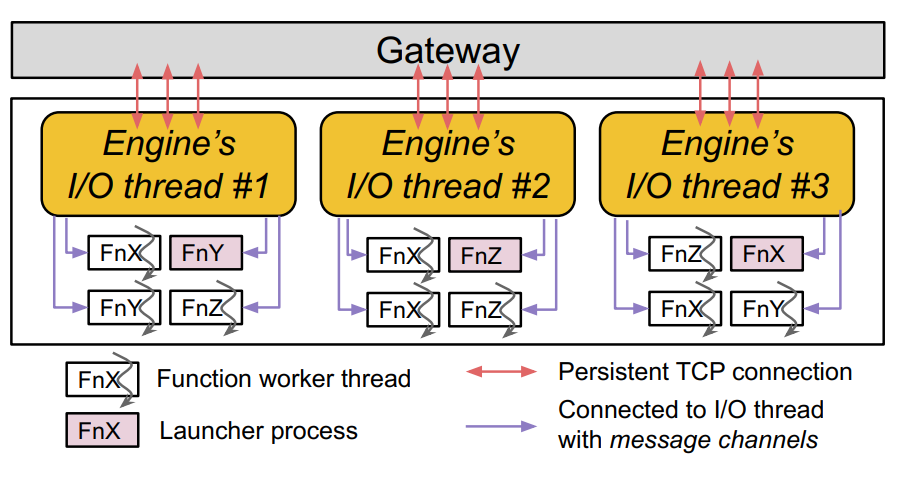 Gateway
Engine's
I/O thread #1
Engine's
I/O thread #2
Engine's
I/O thread #3
FnX FnY
FnY FnZ
FnX FnZ
FnX FnZ
FnZ FnX
FnX FnY
FnX Function worker thread
FnX Launcher process
Persistent TCP connection
Connected to I/O thread
with message channels